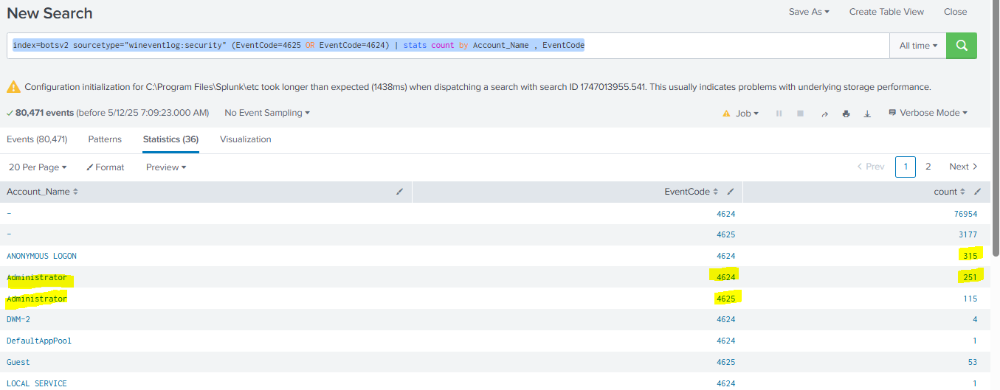 New Search
Save As ▾ Create Table View Close
index=botsv2 sourcetype="wineventlog:security" (EventCode=4625 OR EventCode=4624) | stats count by Account_Name , EventCode
All time ▾
Configuration initialization for C:\Program Files\Splunk\etc took longer than expected (1438ms) when dispatching a search with search ID 1747013955.541. This usually indicates problems with underlying storage performance.
✓ 80,471 events (before 5/12/25 7:09:23.000 AM) No Event Sampling ▾
Job ▾ Verbose Mode ▾
Events (80,471) Patterns Statistics (36) Visualization
20 Per Page ▾ Format Preview ▾
< Prev 1 2 Next >
Account_Name EventCode count
- 4624 76954
- 4625 3177
ANONYMOUS LOGON 4624 315
Administrator 4624 251
Administrator 4625 115
DWM-2 4624 4
DefaultAppPool 4624 1
Guest 4625 53
LOCAL SERVICE 4624 1